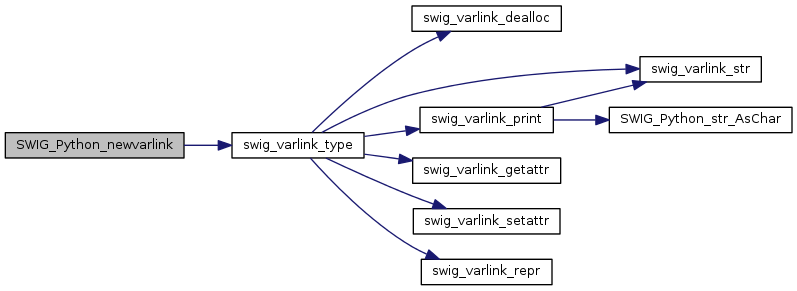 SWIG_Python_newvarlink
swig_varlink_type
swig_varlink_dealloc
swig_varlink_str
swig_varlink_print
SWIG_Python_str_AsChar
swig_varlink_getattr
swig_varlink_setattr
swig_varlink_repr